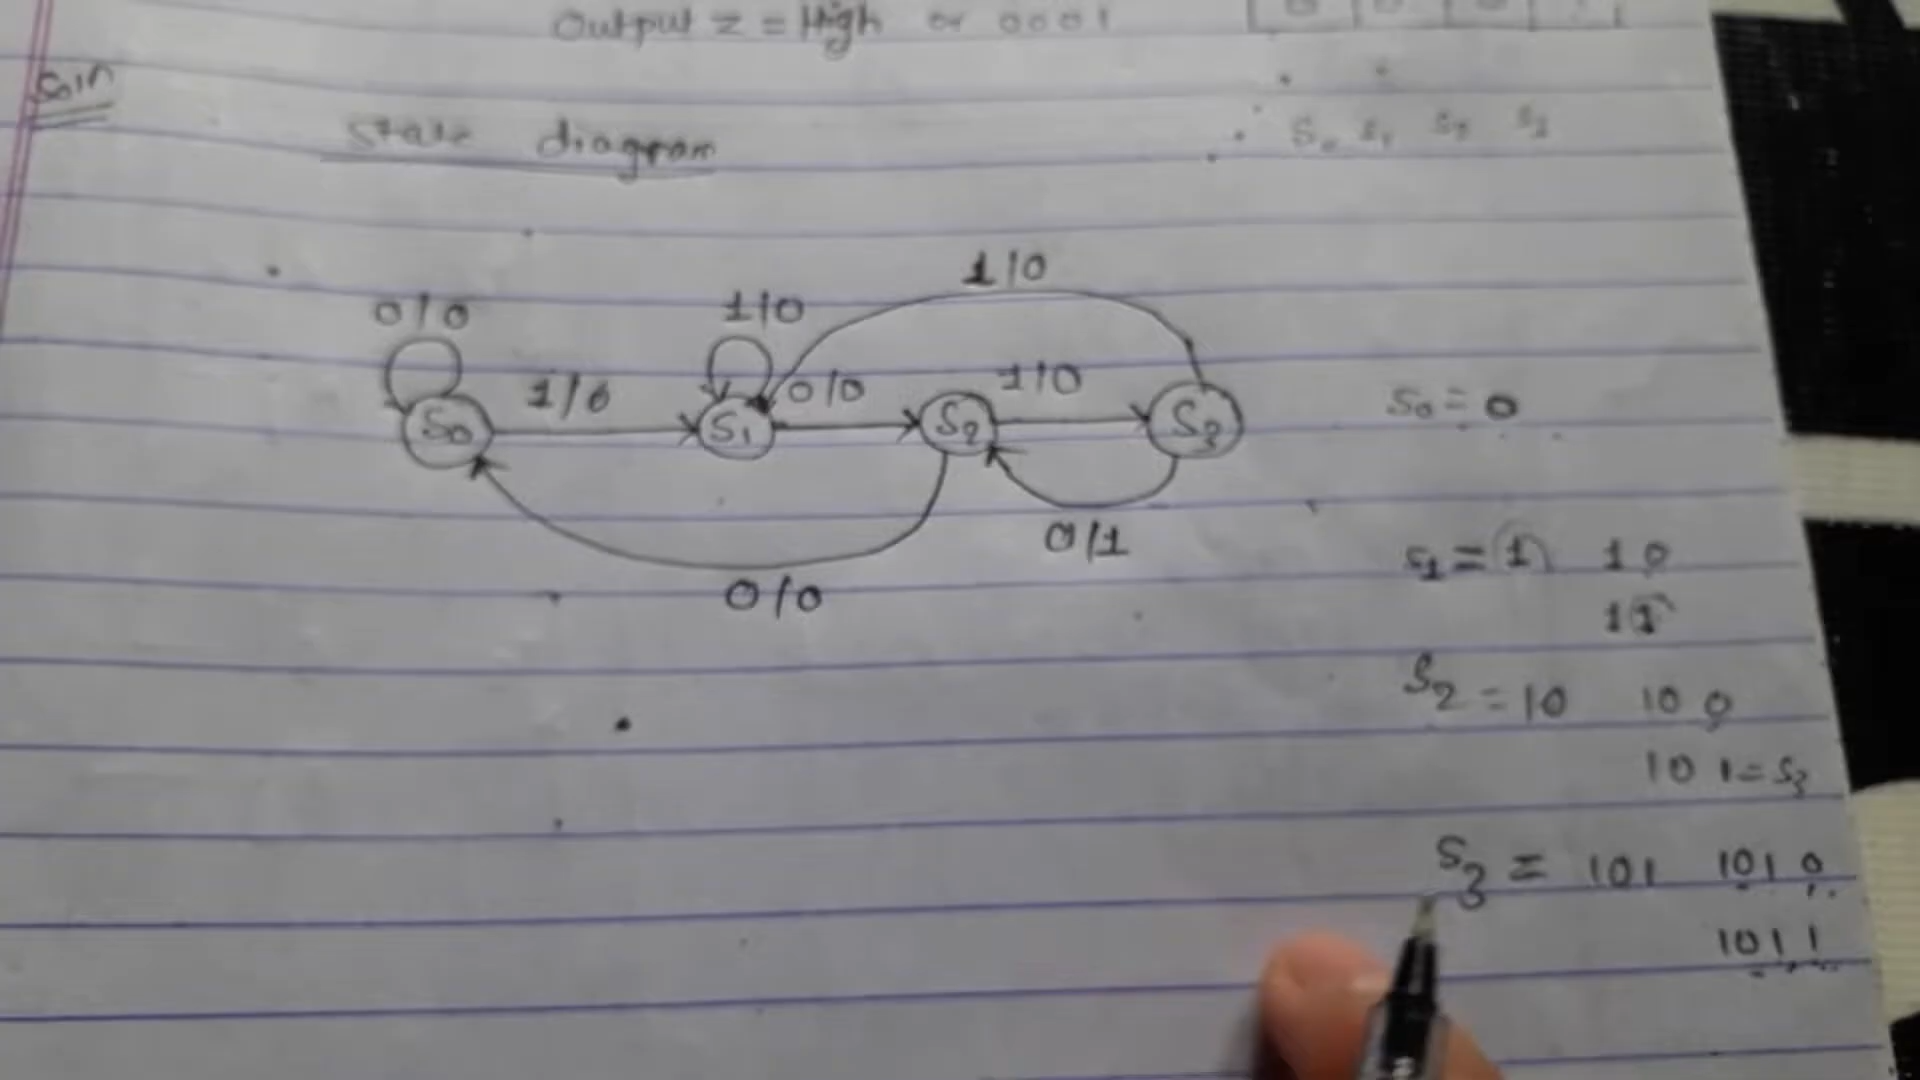 Output z = High or 0001
Soln
State diagram
S0 S1 S2 S3
1/0
0/0 1/0
1/0 0/0 1/0
S0 S1 S2 S3
S0 = 0
0/1
0/0
S1 = 1 10
11
S2 = 10 100
101 = S3
S3 = 101 1010
1011